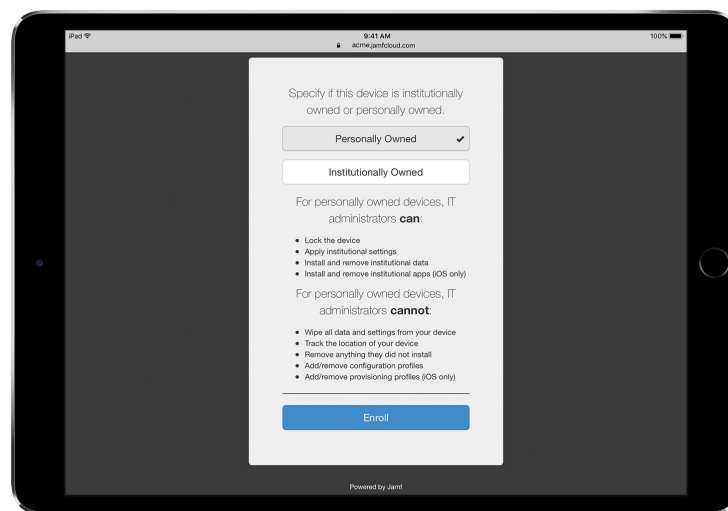 iPad
9:41 AM
100%
acme.jamfcloud.com
Specify if this device is institutionally
owned or personally owned.
Personally Owned
Institutionally Owned
For personally owned devices, IT
administrators can:
• Lock the device
• Apply institutional settings
• Install and remove institutional data
• Install and remove institutional apps (iOS only)
For personally owned devices, IT
administrators cannot:
• Wipe all data and settings from your device
• Track the location of your device
• Remove anything they did not install
• Add/remove configuration profiles
• Add/remove provisioning profiles (iOS only)
Enroll
Powered by Jamf